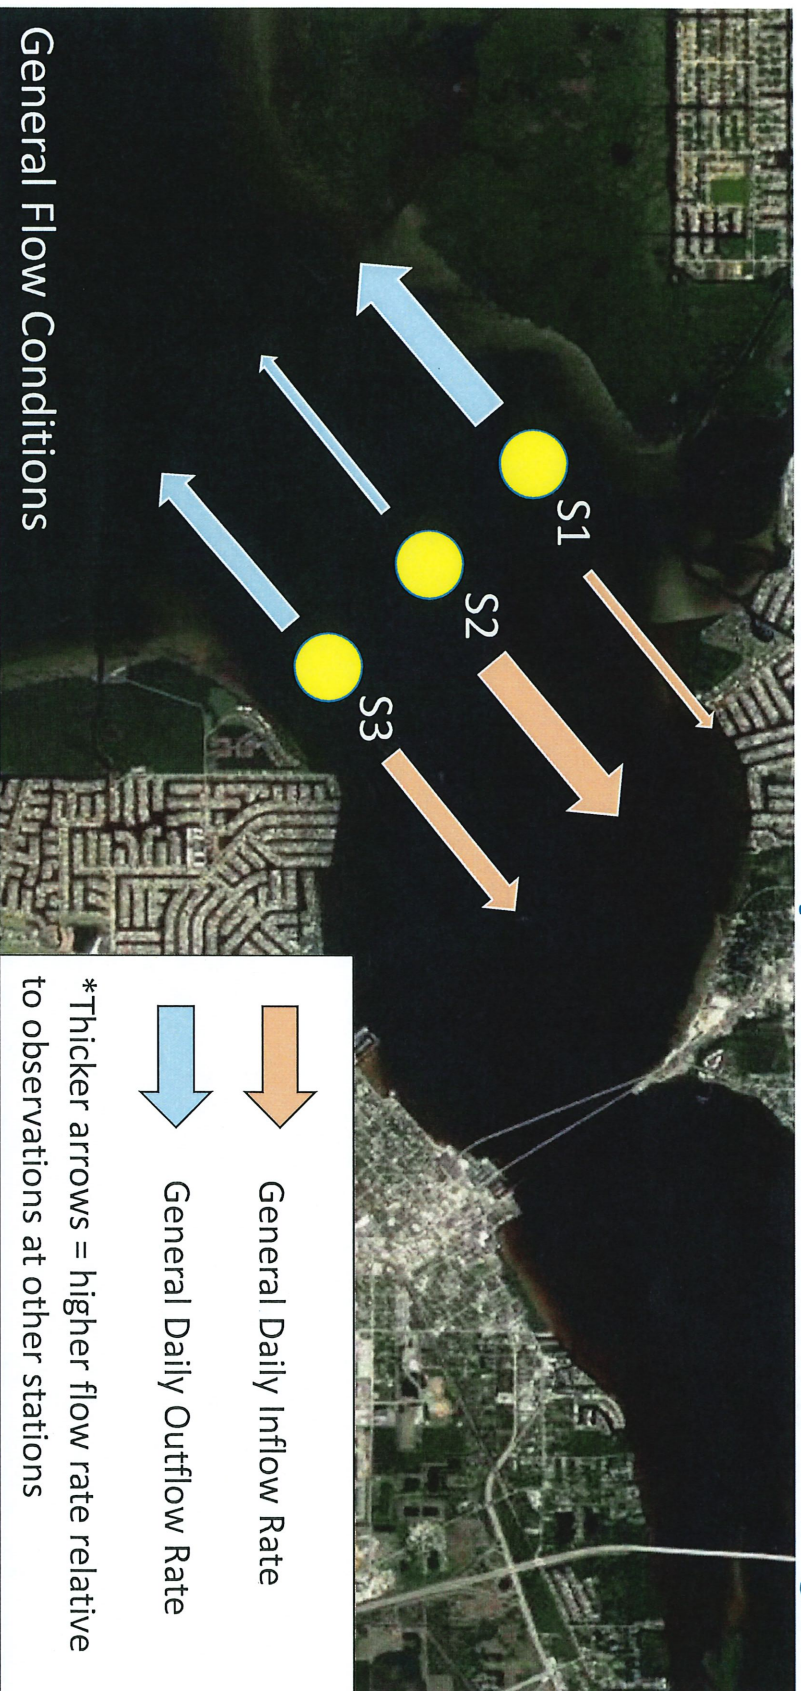 General Flow Conditions
S1
S2
S3
General Daily Inflow Rate
General Daily Outflow Rate
*Thicker arrows = higher flow rate relative
to observations at other stations